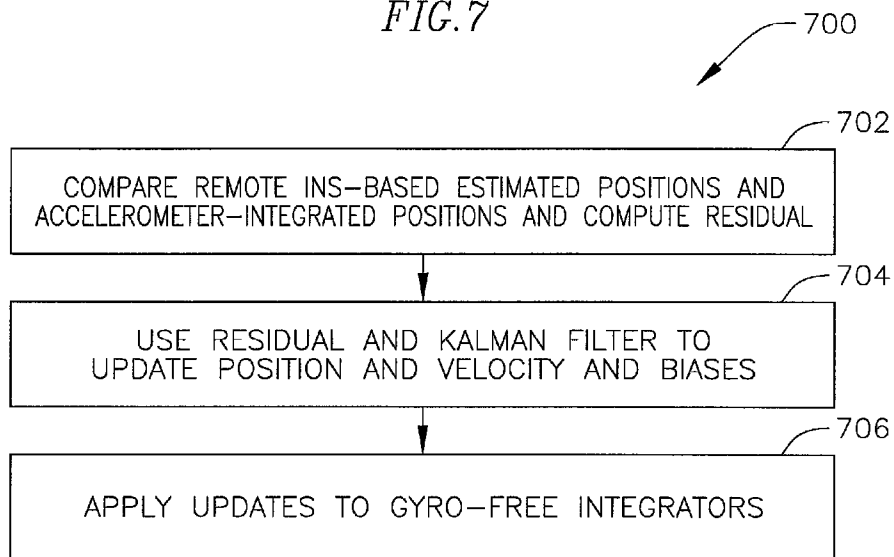 FIG.7
700
702
COMPARE REMOTE INS-BASED ESTIMATED POSITIONS AND
ACCELEROMETER-INTEGRATED POSITIONS AND COMPUTE RESIDUAL
704
USE RESIDUAL AND KALMAN FILTER TO
UPDATE POSITION AND VELOCITY AND BIASES
706
APPLY UPDATES TO GYRO-FREE INTEGRATORS